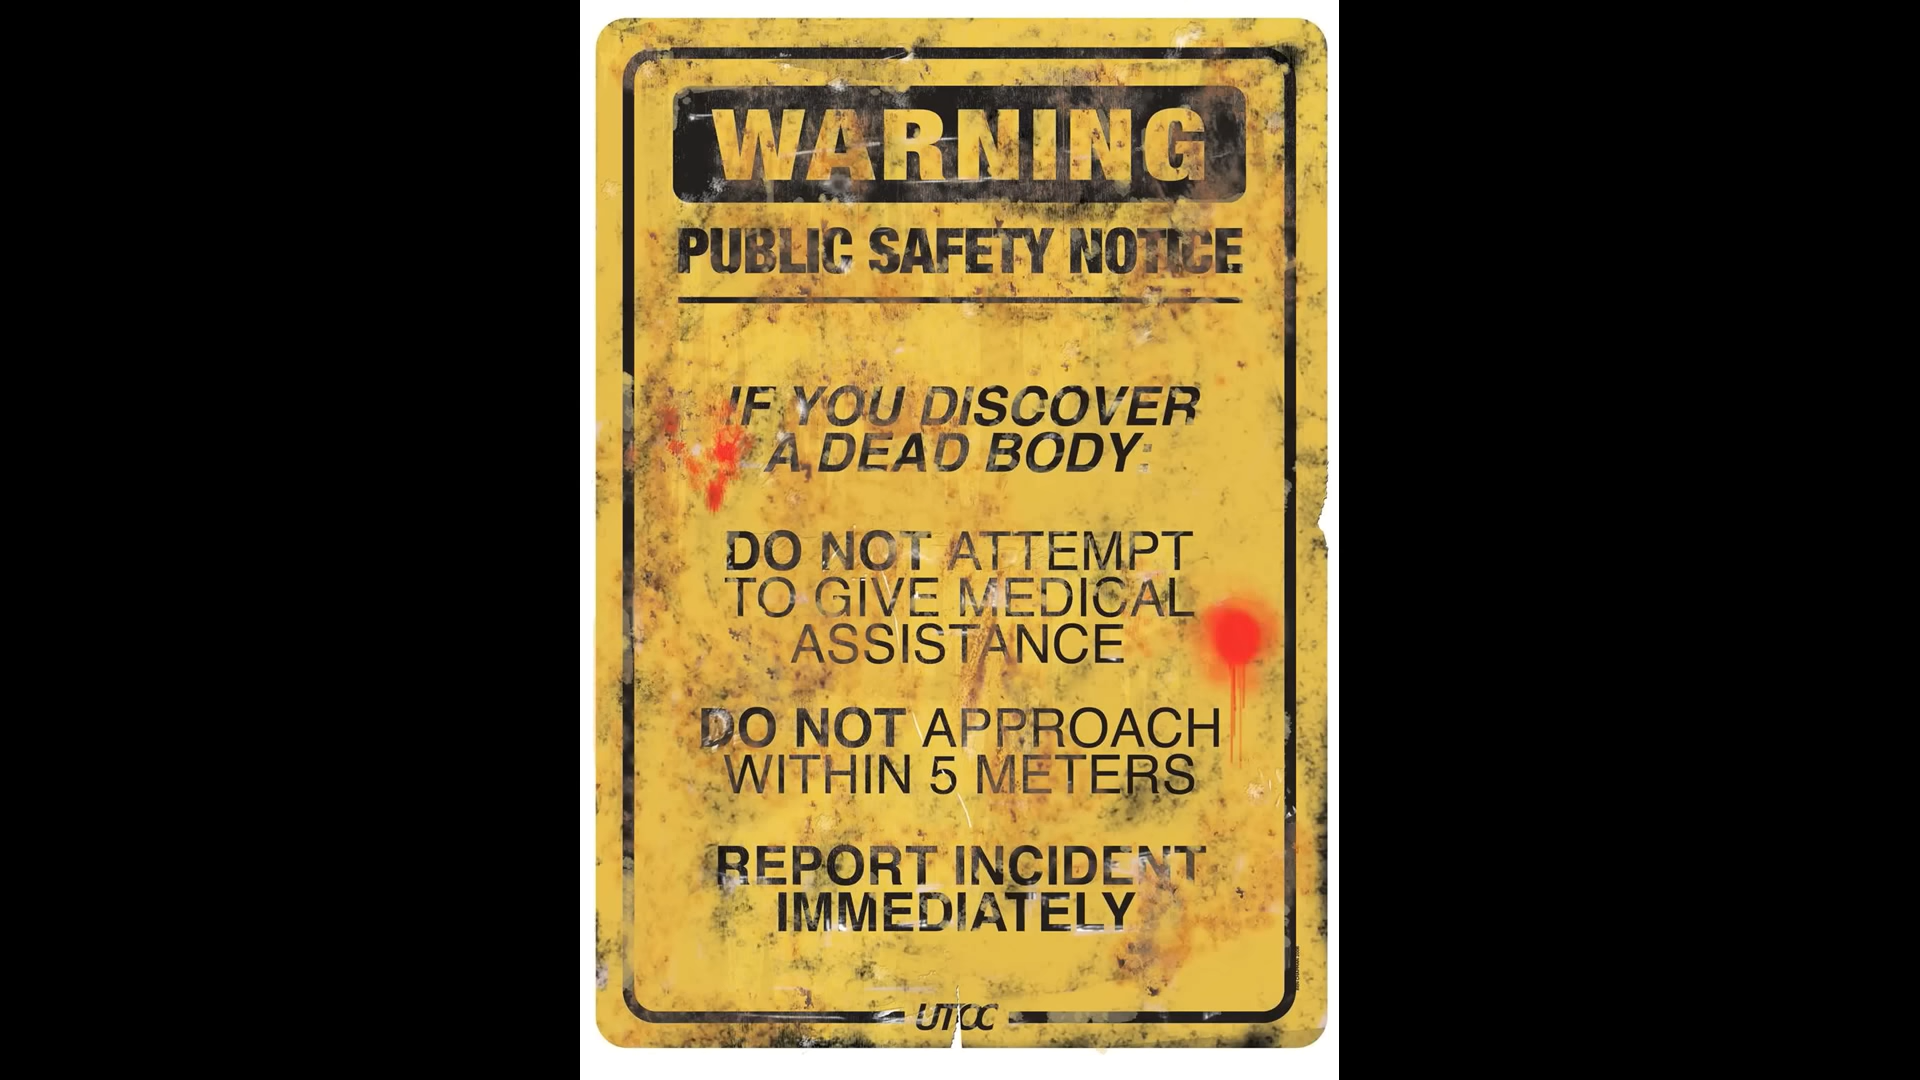 WARNING
PUBLIC SAFETY NOTICE
IF YOU DISCOVER
A DEAD BODY:
DO NOT ATTEMPT
TO GIVE MEDICAL
ASSISTANCE
DO NOT APPROACH
WITHIN 5 METERS
REPORT INCIDENT
IMMEDIATELY